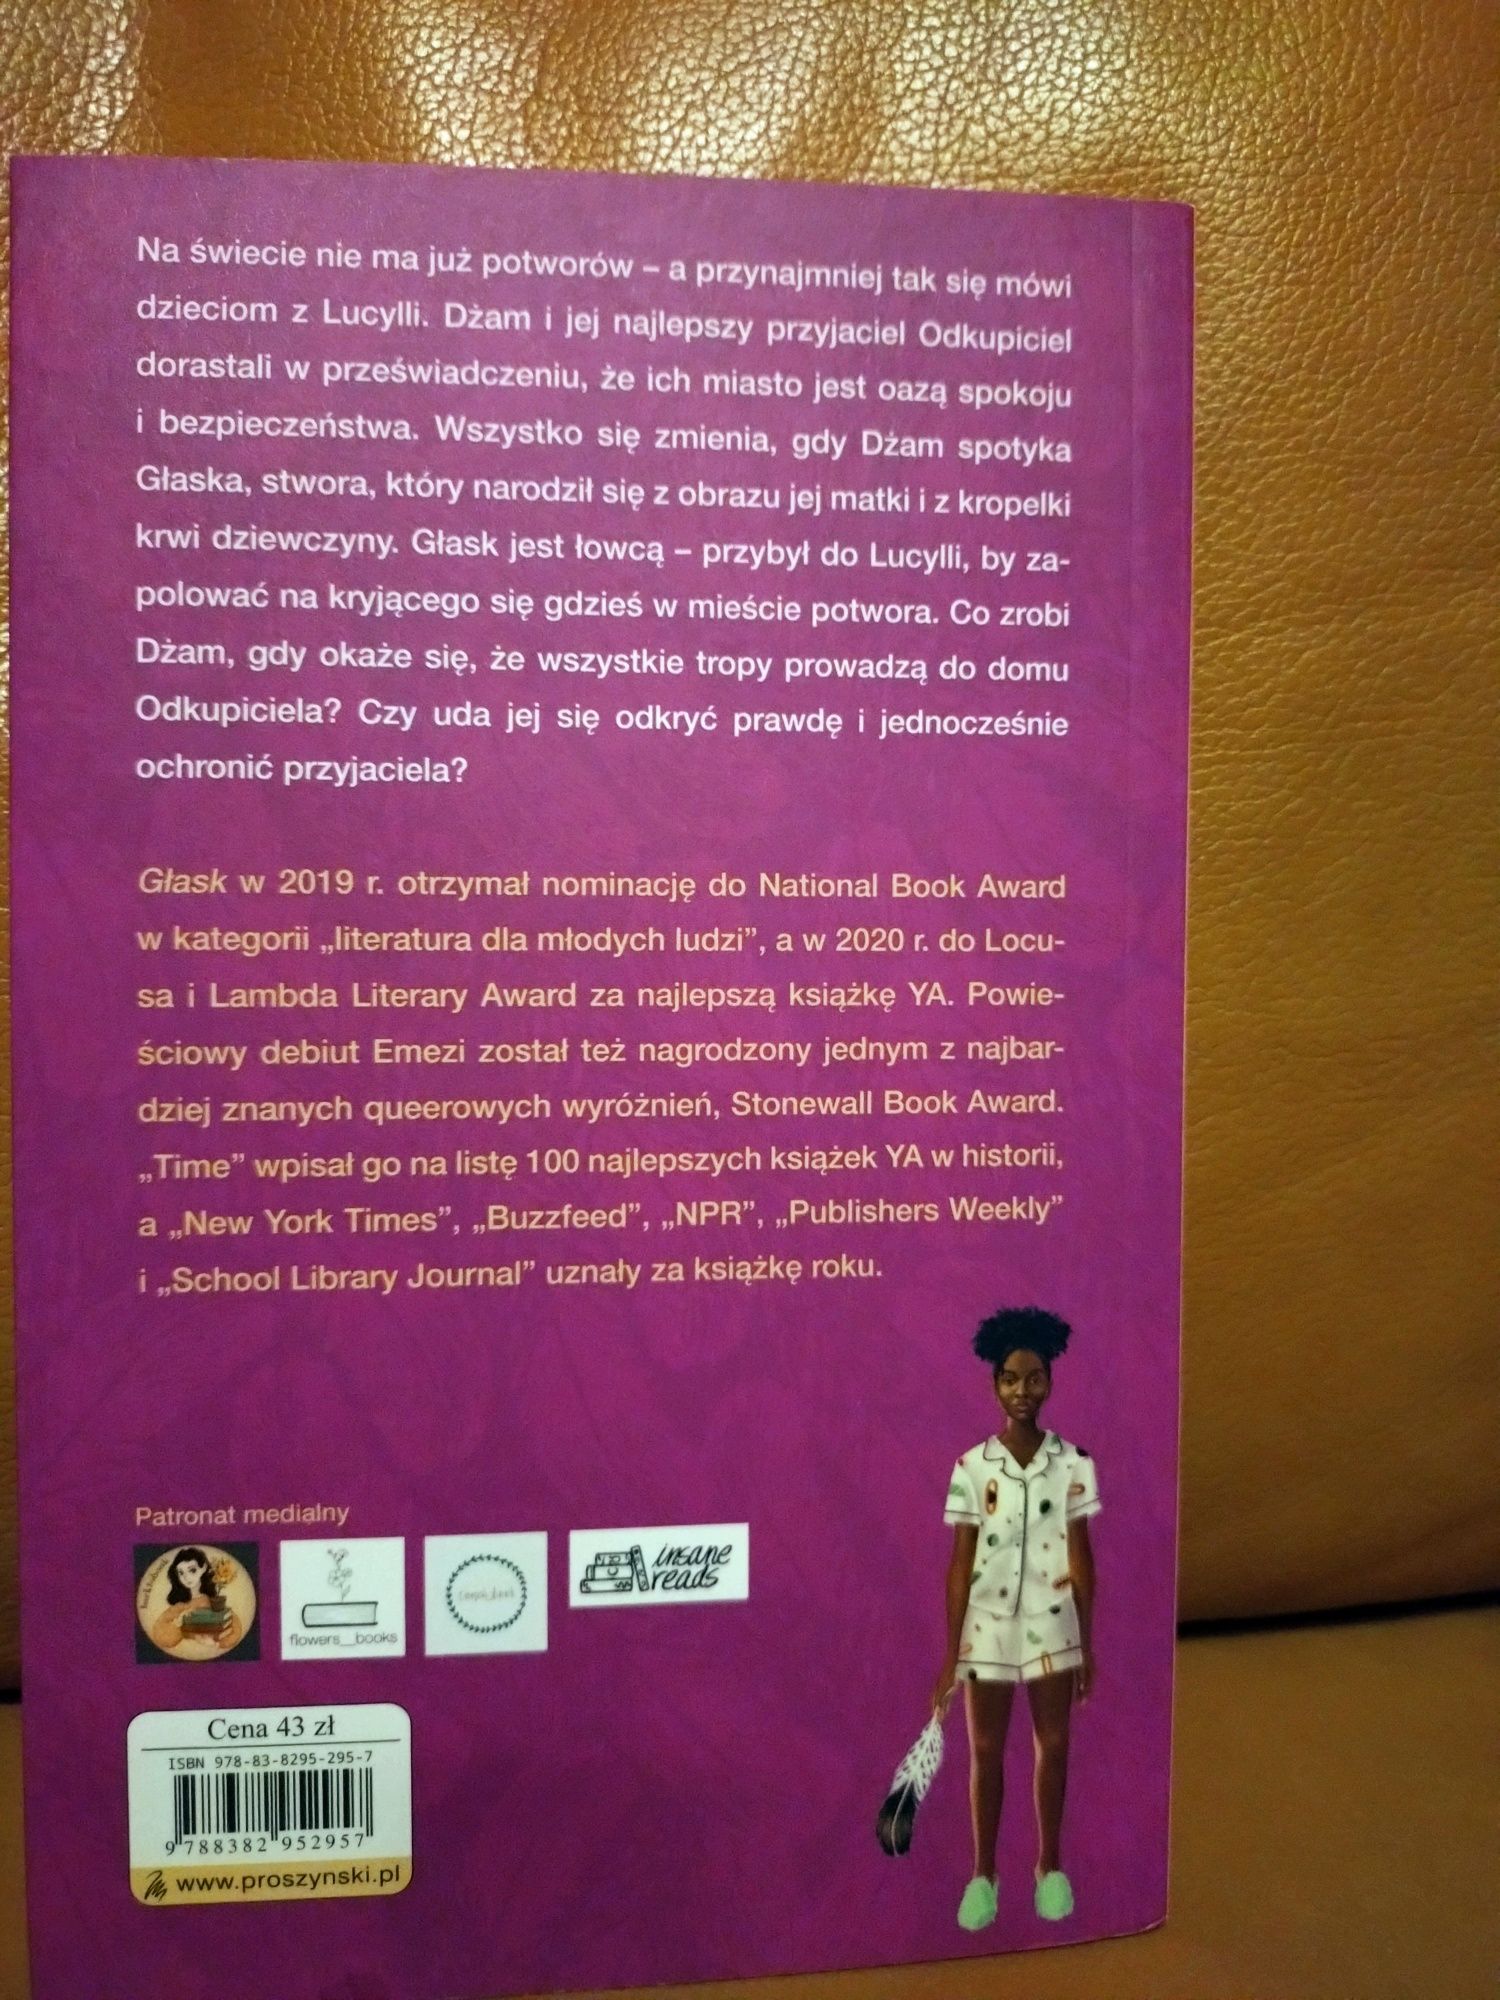 Na świecie nie ma już potworów – a przynajmniej tak się mówi
dzieciom z Lucylli. Dżam i jej najlepszy przyjaciel Odkupiciel
dorastali w przeświadczeniu, że ich miasto jest oazą spokoju
i bezpieczeństwa. Wszystko się zmienia, gdy Dżam spotyka
Głaska, stwora, który narodził się z obrazu jej matki i z kropelki
krwi dziewczyny. Głask jest łowcą – przybył do Lucylli, by za-
polować na kryjącego się gdzieś w mieście potwora. Co zrobi
Dżam, gdy okaże się, że wszystkie tropy prowadzą do domu
Odkupiciela? Czy uda jej się odkryć prawdę i jednocześnie
ochronić przyjaciela?
Głask w 2019 r. otrzymał nominację do National Book Award
w kategorii „literatura dla młodych ludzi”, a w 2020 r. do Locu-
sa i Lambda Literary Award za najlepszą książkę YA. Powie-
ściowy debiut Emezi został też nagrodzony jednym z najbar-
dziej znanych queerowych wyróżnień, Stonewall Book Award.
„Time” wpisał go na listę 100 najlepszych książek YA w historii,
a „New York Times”, „Buzzfeed”, „NPR”, „Publishers Weekly”
i „School Library Journal” uznały za książkę roku.
Patronat medialny
flowers__books
insane
reads
Cena 43 zł
ISBN 978-83-8295-295-7
9 788382 952957
www.proszynski.pl